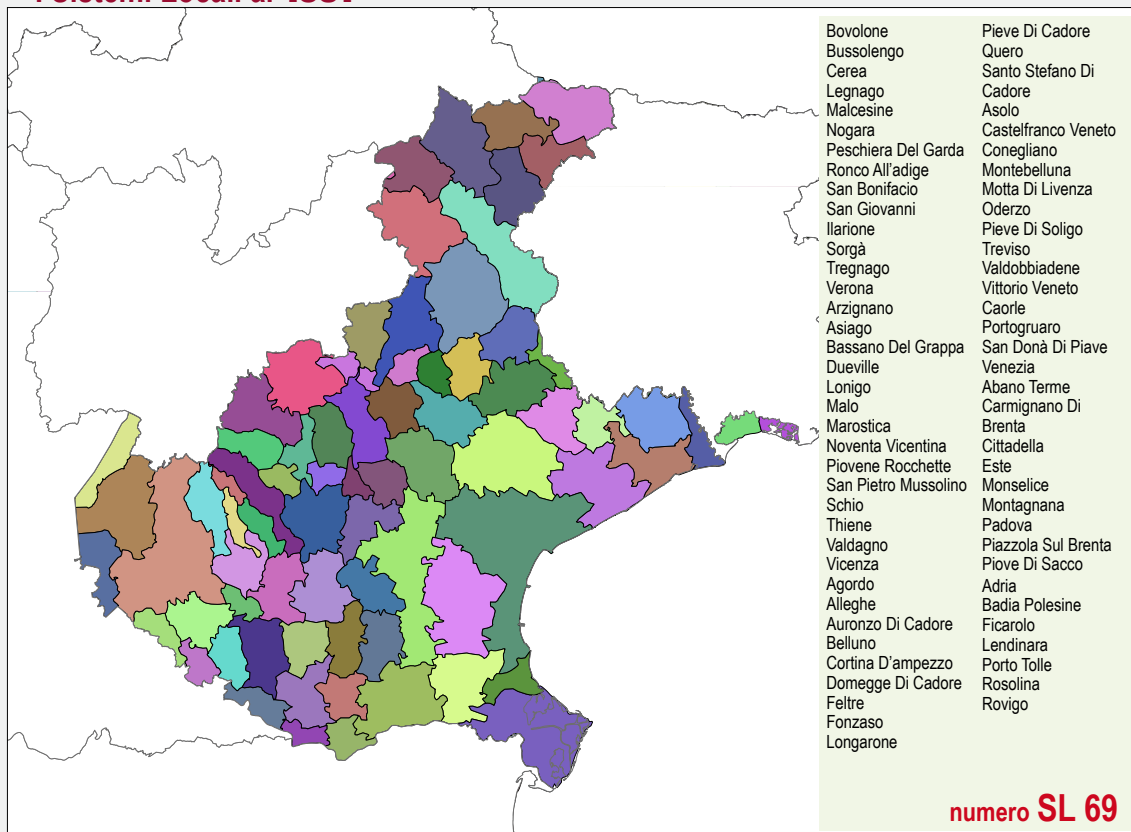 Bovolone
Bussolengo
Cerea
Legnago
Malcesine
Nogara
Peschiera Del Garda
Ronco All'adige
San Bonifacio
San Giovanni
Ilarione
Sorgà
Tregnago
Verona
Arzignano
Asiago
Bassano Del Grappa
Dueville
Lonigo
Malo
Marostica
Noventa Vicentina
Piovene Rocchette
San Pietro Mussolino
Schio
Thiene
Valdagno
Vicenza
Agordo
Alleghe
Auronzo Di Cadore
Belluno
Cortina D'ampezzo
Domegge Di Cadore
Feltre
Fonzaso
Longarone
Pieve Di Cadore
Quero
Santo Stefano Di
Cadore
Asolo
Castelfranco Veneto
Conegliano
Montebelluna
Motta Di Livenza
Oderzo
Pieve Di Soligo
Treviso
Valdobbiadene
Vittorio Veneto
Caorle
Portogruaro
San Donà Di Piave
Venezia
Abano Terme
Carmignano Di
Brenta
Cittadella
Este
Monselice
Montagnana
Padova
Piazzola Sul Brenta
Piove Di Sacco
Adria
Badia Polesine
Ficarolo
Lendinara
Porto Tolle
Rosolina
Rovigo
numero SL 69